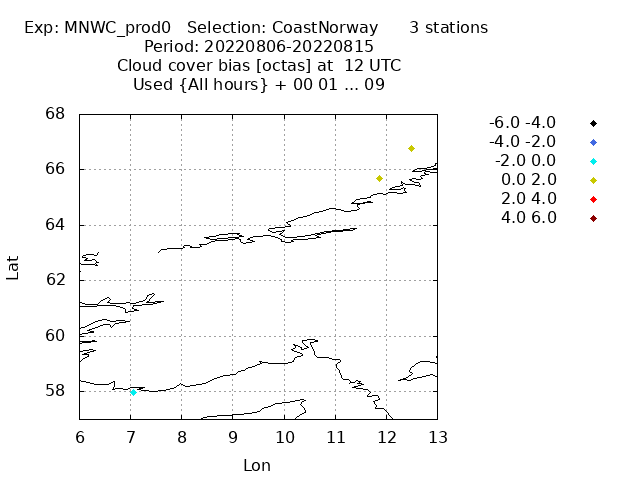 Exp: MNWC_prod0 Selection: CoastNorway 3 stations
Period: 20220806-20220815
Cloud cover bias [octas] at 12 UTC
Used {All hours} + 00 01 ... 09
68
66
64
62
60
58
Lat
6 7 8 9 10 11 12 13
Lon
-6.0 -4.0
-4.0 -2.0
-2.0 0.0
0.0 2.0
2.0 4.0
4.0 6.0